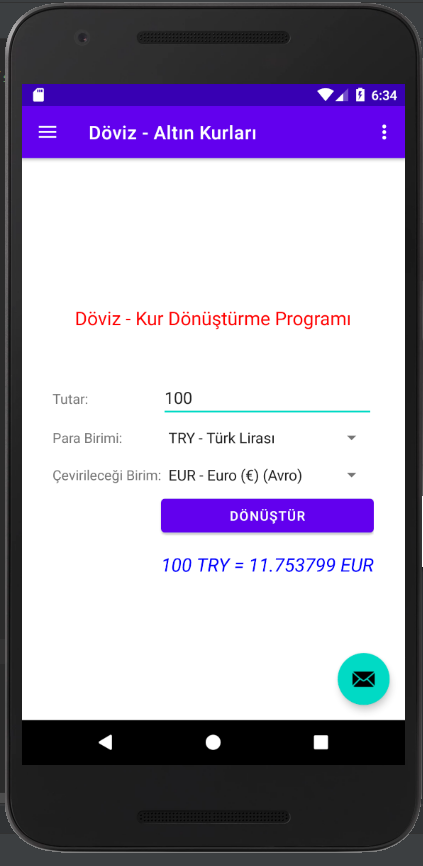 6:34
Döviz - Altın Kurları
Döviz - Kur Dönüştürme Programı
Tutar: 100
Para Birimi: TRY - Türk Lirası
Çevirileceği Birim: EUR - Euro (€) (Avro)
DÖNÜŞTÜR
100 TRY = 11.753799 EUR